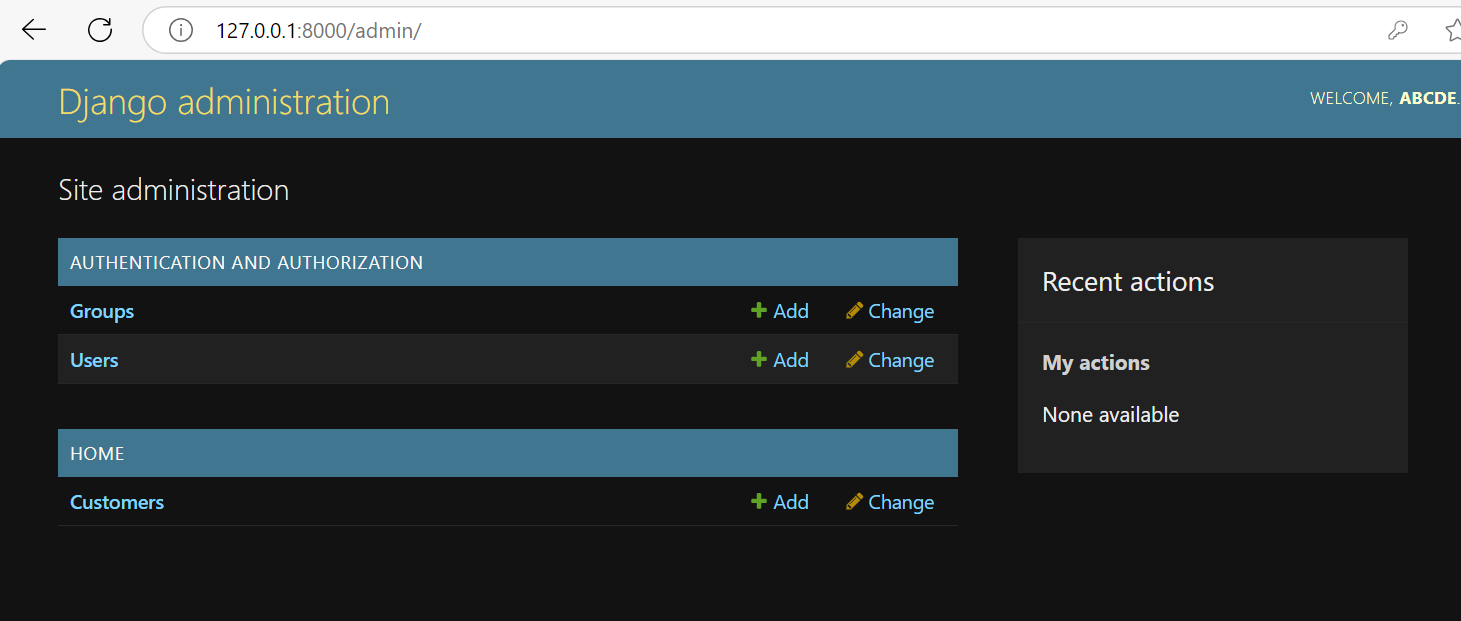 127.0.0.1:8000/admin/
Django administration
WELCOME, ABCDE.
Site administration
AUTHENTICATION AND AUTHORIZATION
Groups Add Change
Users Add Change
HOME
Customers Add Change
Recent actions
My actions
None available